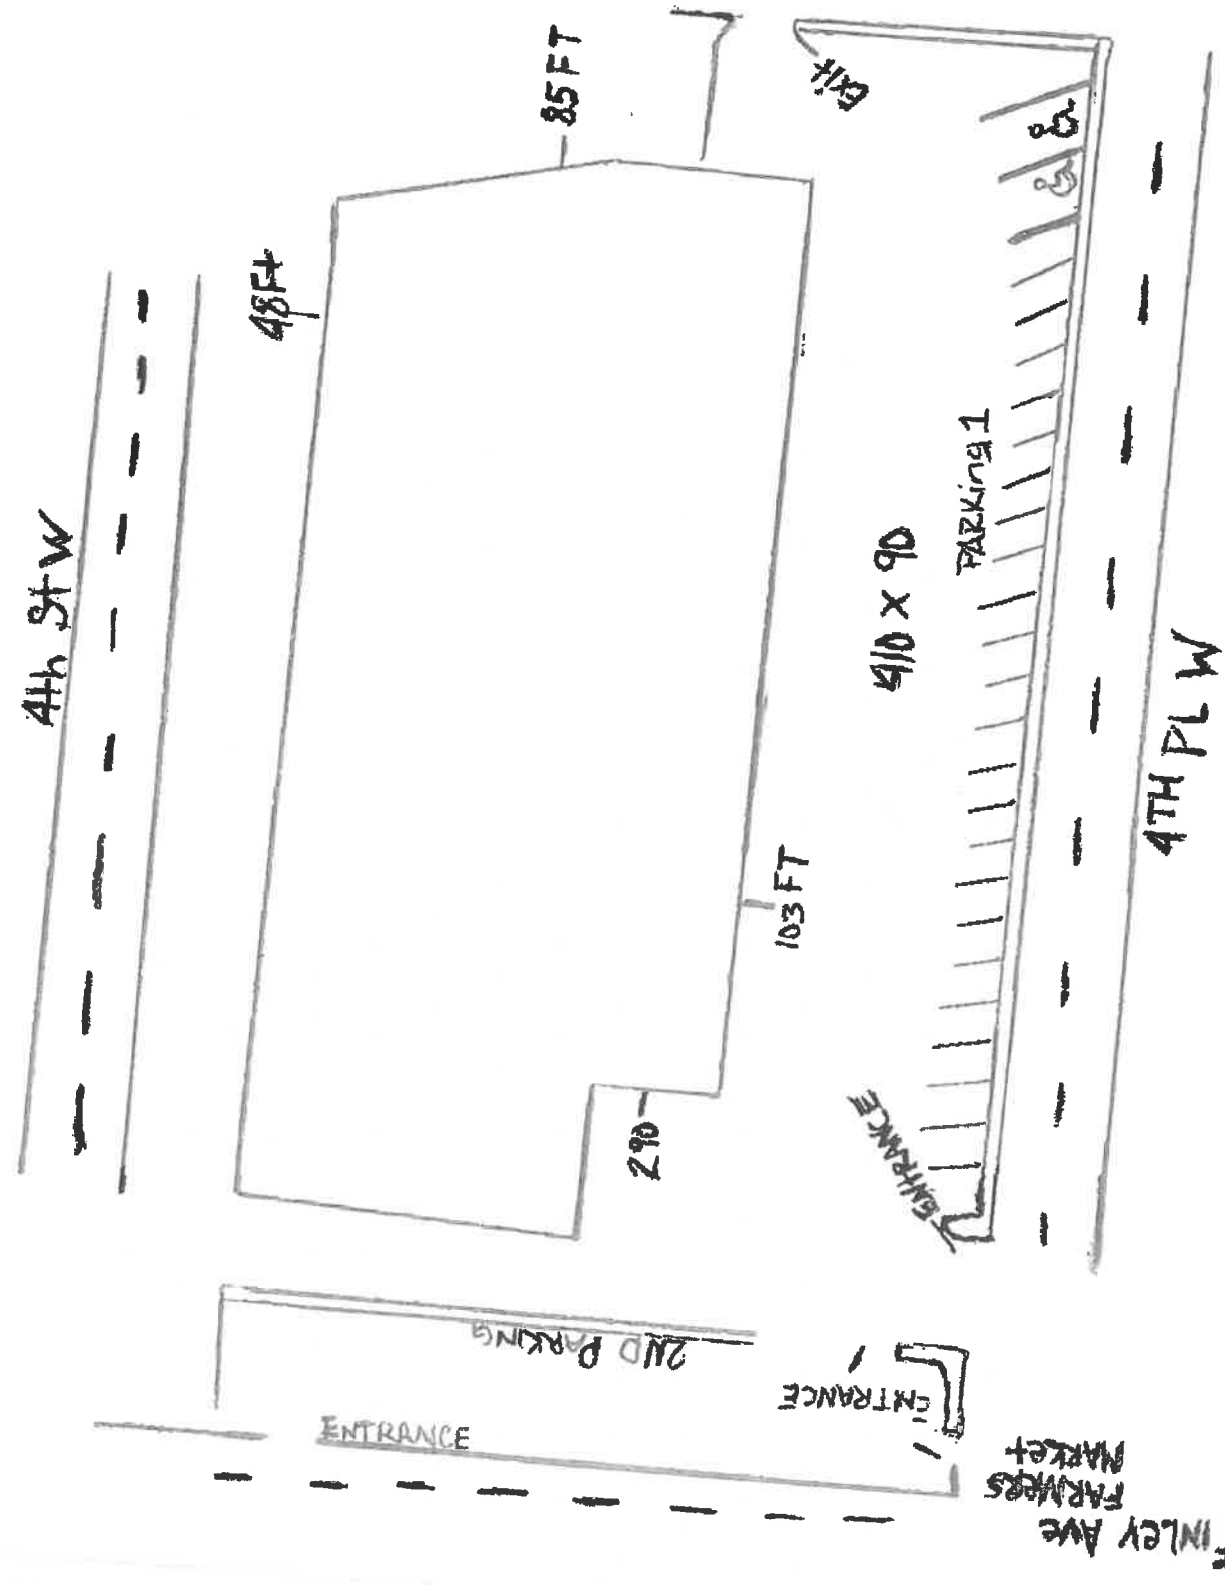 85 FT
Exit
48 Ft
4th St W
PARKing 1
410 X 90
4TH PL W
103 FT
290
ENTRANCE
2ND PARKING
ENTRANCE
ENTRANCE
FARMERS
MARKet
FINLEY AVE